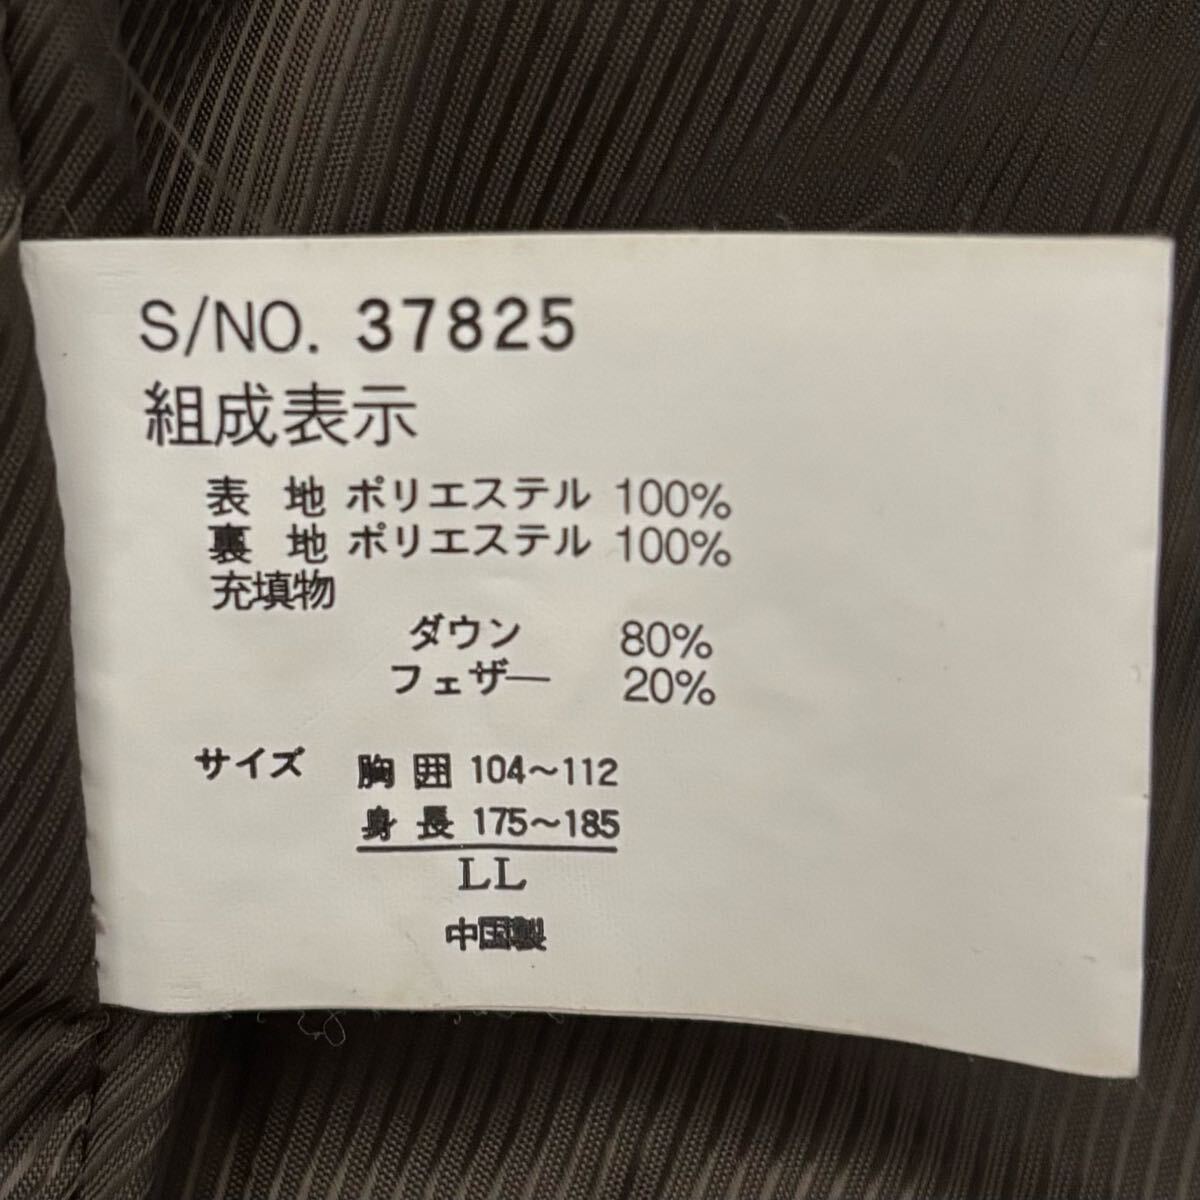 S/NO. 37825
組成表示
表 地 ポリエステル 100%
裏 地 ポリエステル 100%
充填物
ダウン 80%
フェザー 20%
サイズ 胸囲 104～112
身長 175～185
LL
中国製